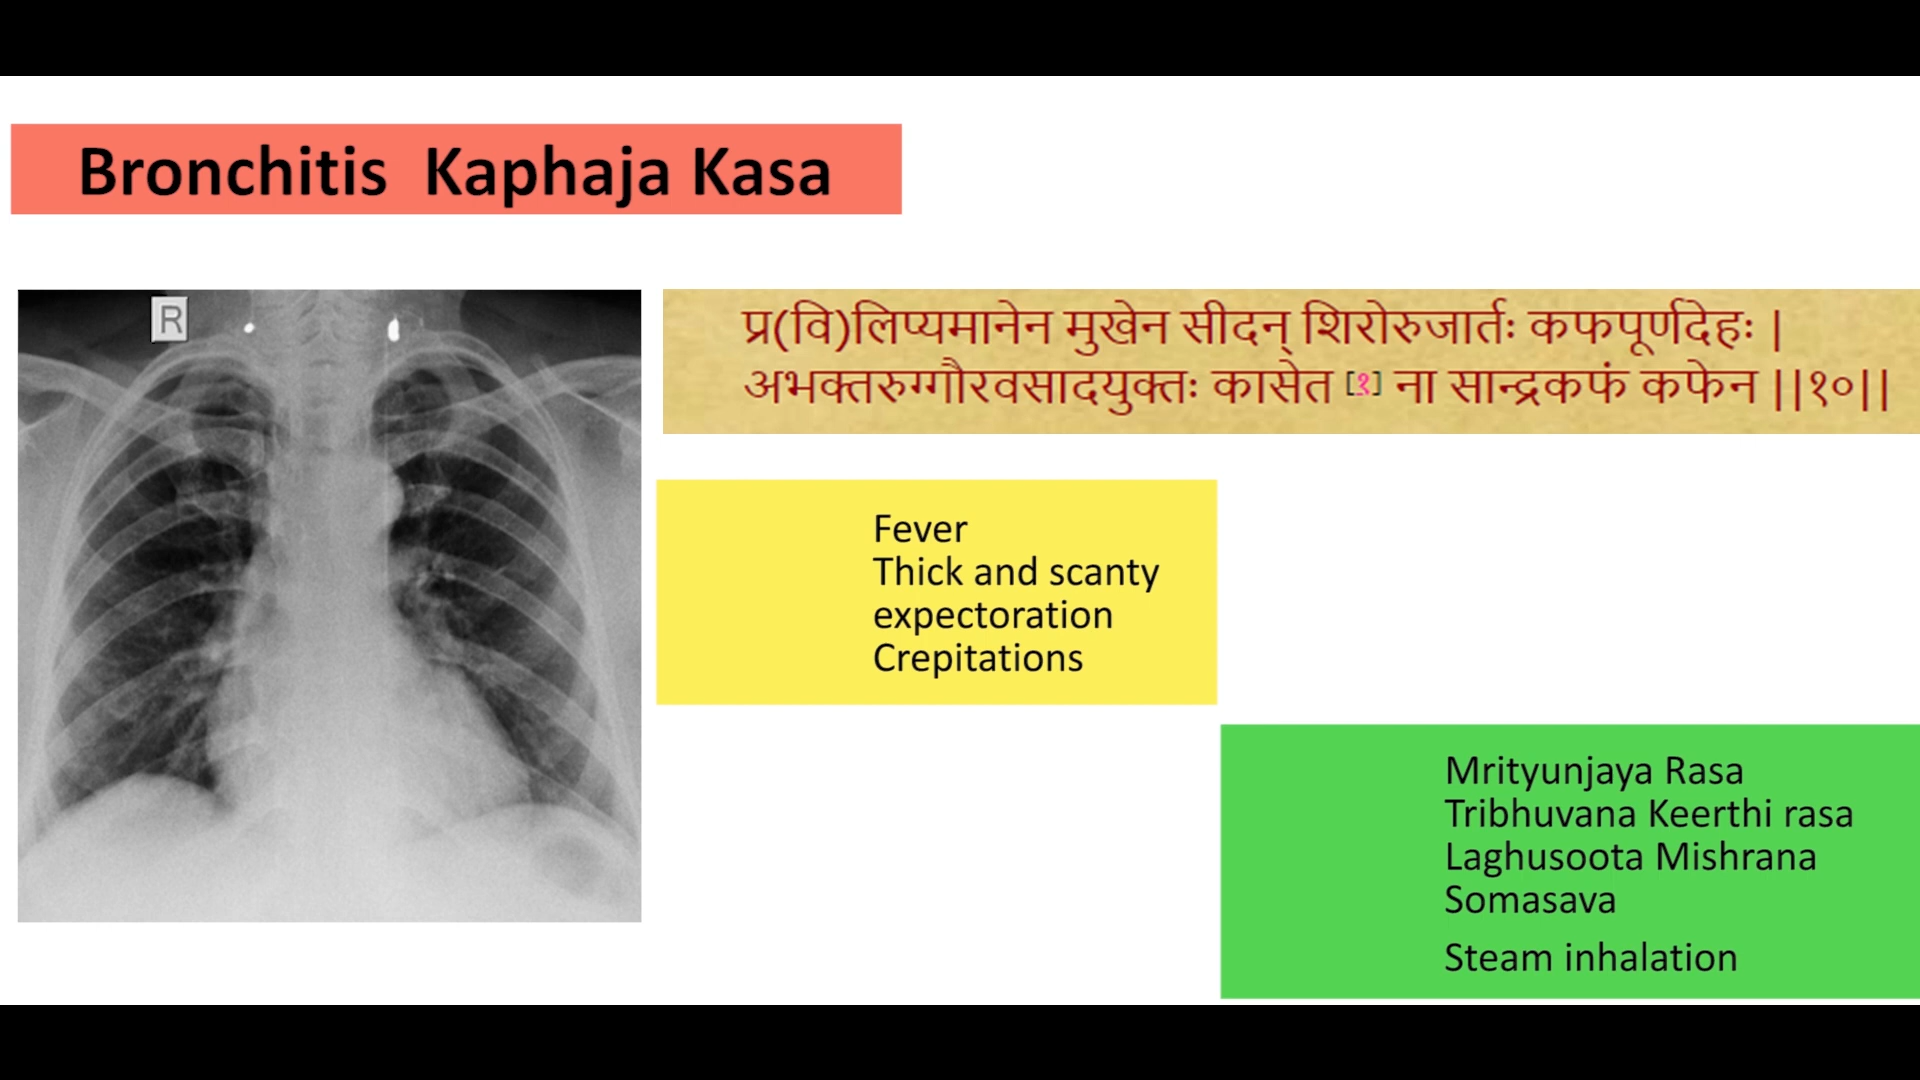 Bronchitis  Kaphaja Kasa
R
प्र(वि)लिप्यमानेन मुखेन सीदन् शिरोरुजार्तः कफपूर्णदेहः |
अभक्तरुग्गौरवसादयुक्तः कासेत [१] ना सान्द्रकफं कफेन ||१०||
Fever
Thick and scanty
expectoration
Crepitations
Mrityunjaya Rasa
Tribhuvana Keerthi rasa
Laghusoota Mishrana
Somasava
Steam inhalation